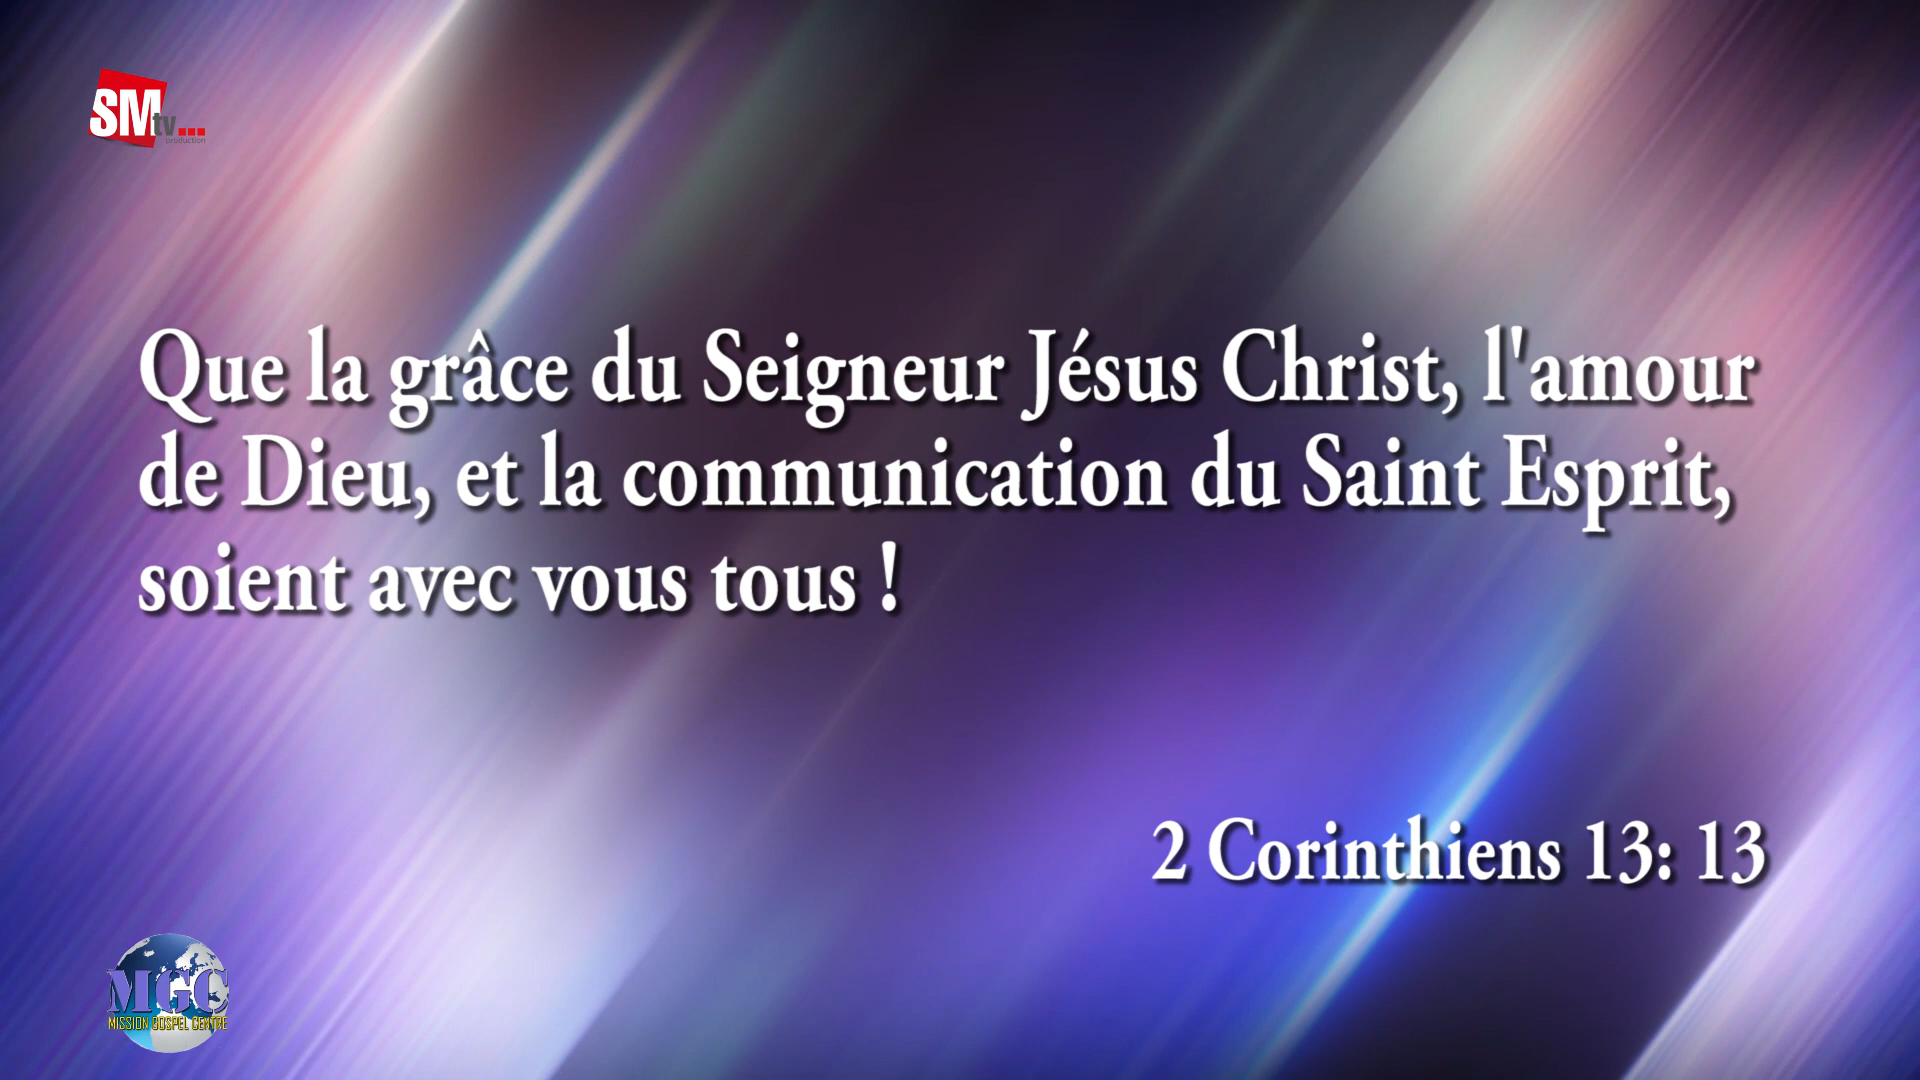 SMtv...
production
Que la grâce du Seigneur Jésus Christ, l'amour
de Dieu, et la communication du Saint Esprit,
soient avec vous tous !
2 Corinthiens 13: 13
MGC
MISSION GOSPEL CENTRE